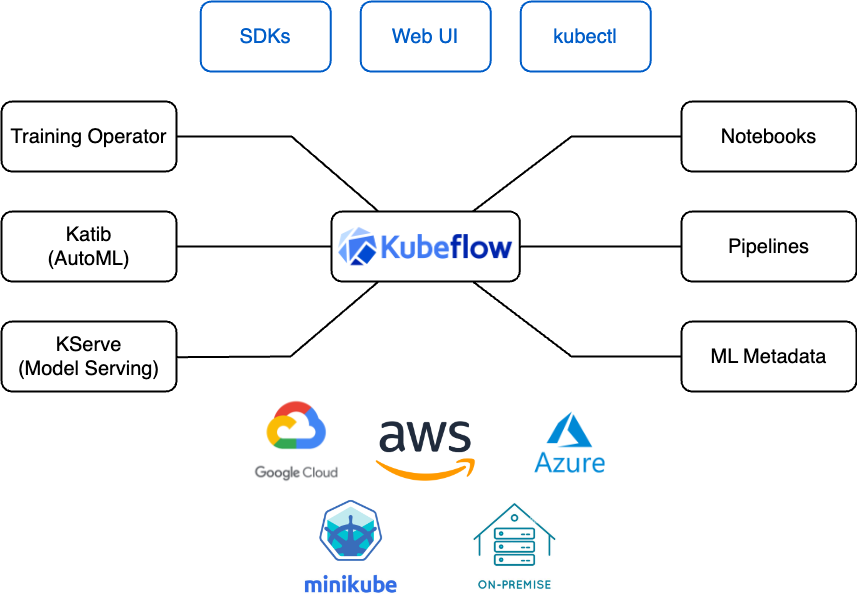 SDKs
Web UI
kubectl
Training Operator
Notebooks
Katib
(AutoML)
Kubeflow
Pipelines
KServe
(Model Serving)
ML Metadata
Google Cloud
aws
Azure
minikube
ON-PREMISE